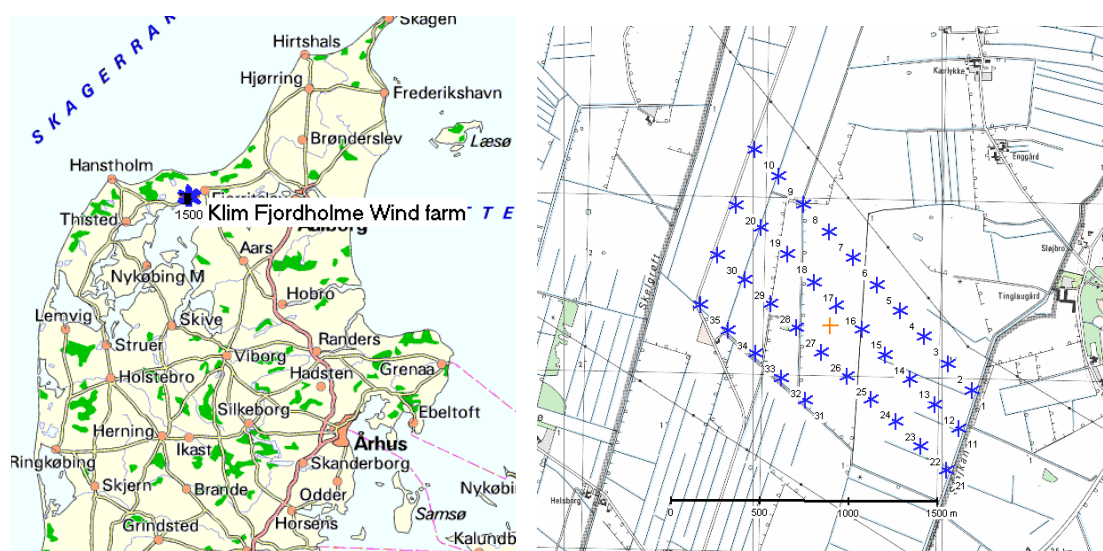 SKAGERRAK
Skagen
Hirtshals
Hjørring
Frederikshavn
Brønderslev
Læsø
Hanstholm
1500
Klim Fjordholme Wind farm
TE
Thisted
Aalborg
Aars
Nykøbing M
Hobro
Lemvig
Skive
Struer
Randers
Viborg
Grenaa
Holstebro
Hadsten
Silkeborg
Ebeltoft
Herning
Århus
Ikast
Ringkøbing
Skanderborg
Skjern
Brande
Odder
Nykøbi
Samsø
Grindsted
Horsens
Kalundb
Kærlykke
Enggård
Skelgrøft
Sløjbro
Tinglaugård
Helsborg
10
9
8
20
7
19
6
30
18
5
29
17
4
35
28
16
3
34
27
15
2
33
26
14
1
32
25
13
31
24
12
23
11
22
21
0
500
1000
1500 m